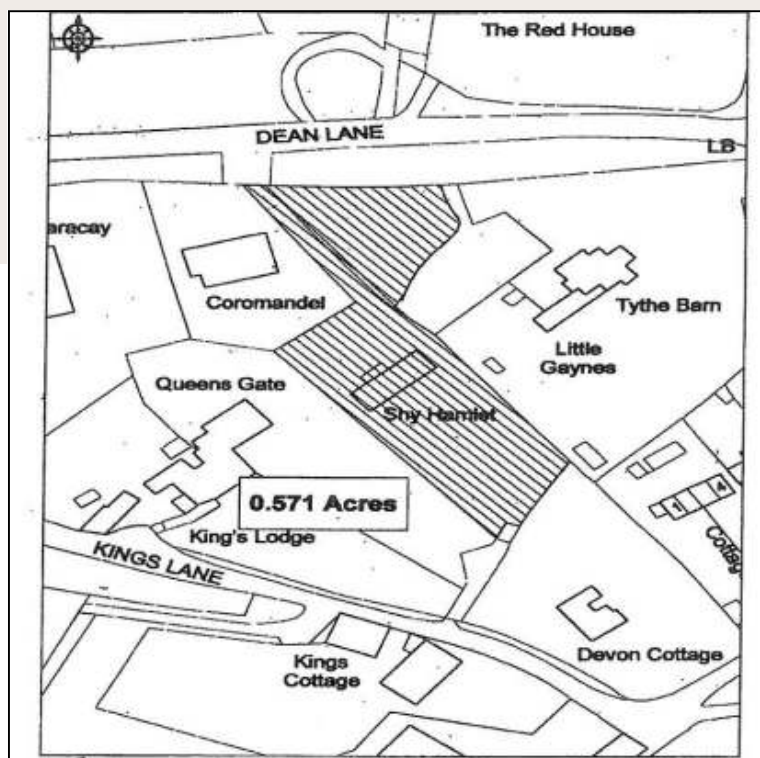 The Red House
DEAN LANE
LB
aracay
Coromandel
Tythe Barn
Little
Gaynes
Queens Gate
Shy Hamlet
0.571 Acres
King's Lodge
KINGS LANE
1
4
Cottag
Kings
Cottage
Devon Cottage